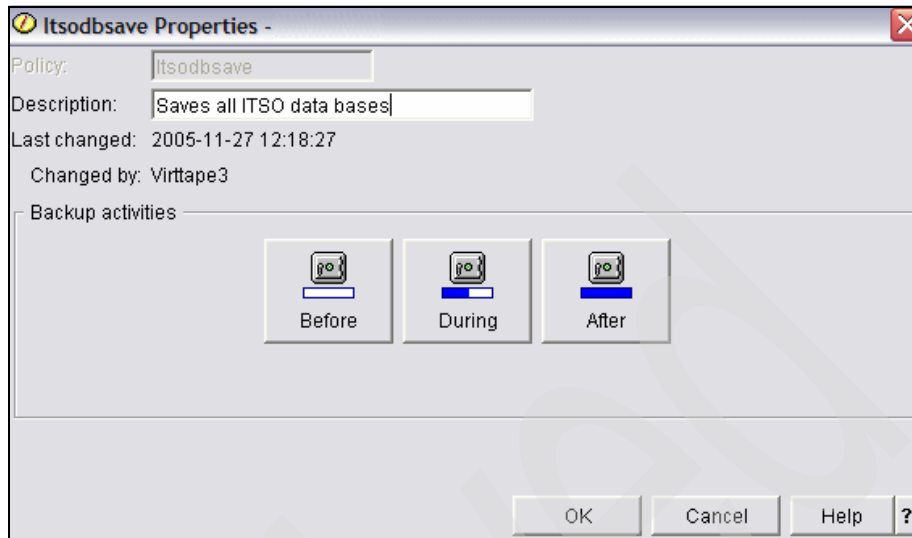 Itsodbsave Properties -
Policy: Itsodbsave
Description: Saves all ITSO data bases
Last changed: 2005-11-27 12:18:27
Changed by: Virttape3
Backup activities
Before During After
OK Cancel Help ?